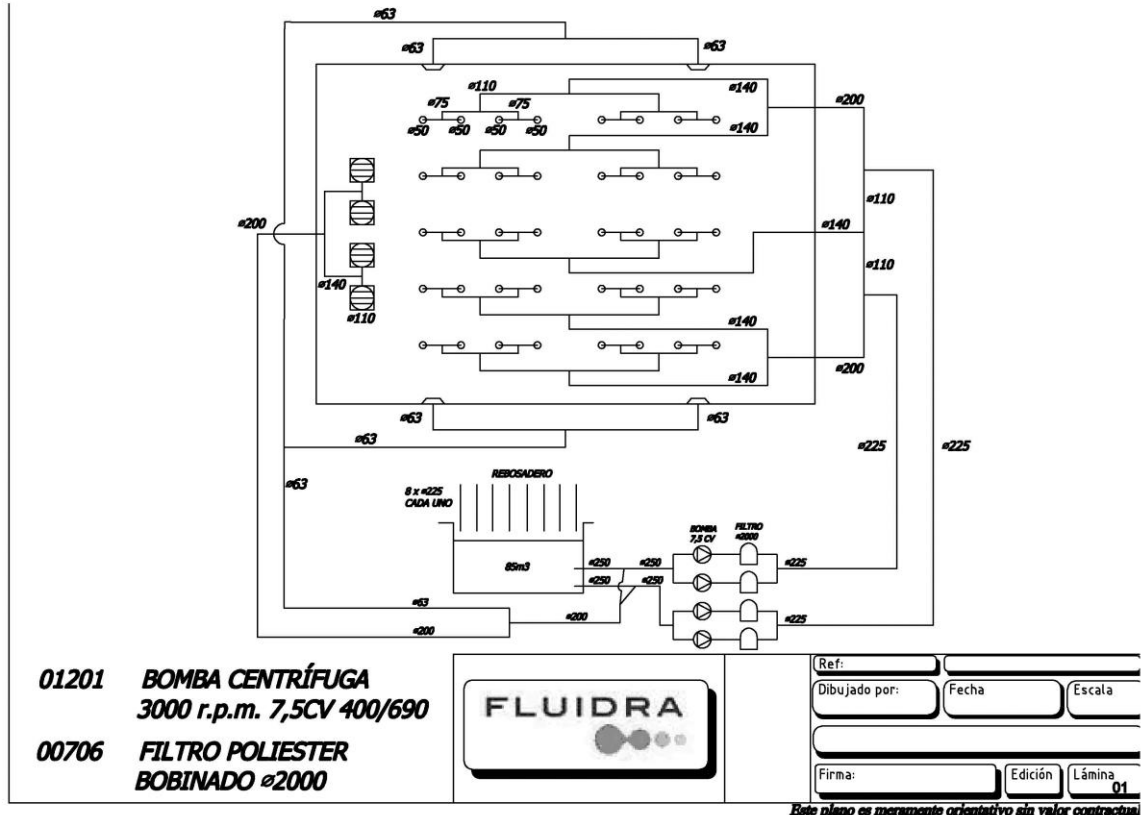 ø63
ø63
ø63
ø110
ø140
ø75
ø75
ø200
ø50
ø50
ø50
ø50
ø140
ø110
ø200
ø140
ø110
ø140
ø110
ø140
ø200
ø140
ø63
ø63
ø63
ø225
ø225
ø63
REBOSADERO
8 x ø225
CADA UNO
BOMBA
7,5 CV
FILTRO
ø2000
85m3
ø250
ø250
ø225
ø250
ø250
ø63
ø200
ø225
ø200
01201 BOMBA CENTRÍFUGA
3000 r.p.m. 7,5CV 400/690
00706 FILTRO POLIESTER
BOBINADO ø2000
FLUIDRA
Ref:
Dibujado por:
Fecha
Escala
Firma:
Edición
Lámina
01
Este plano es meramente orientativo sin valor contractual